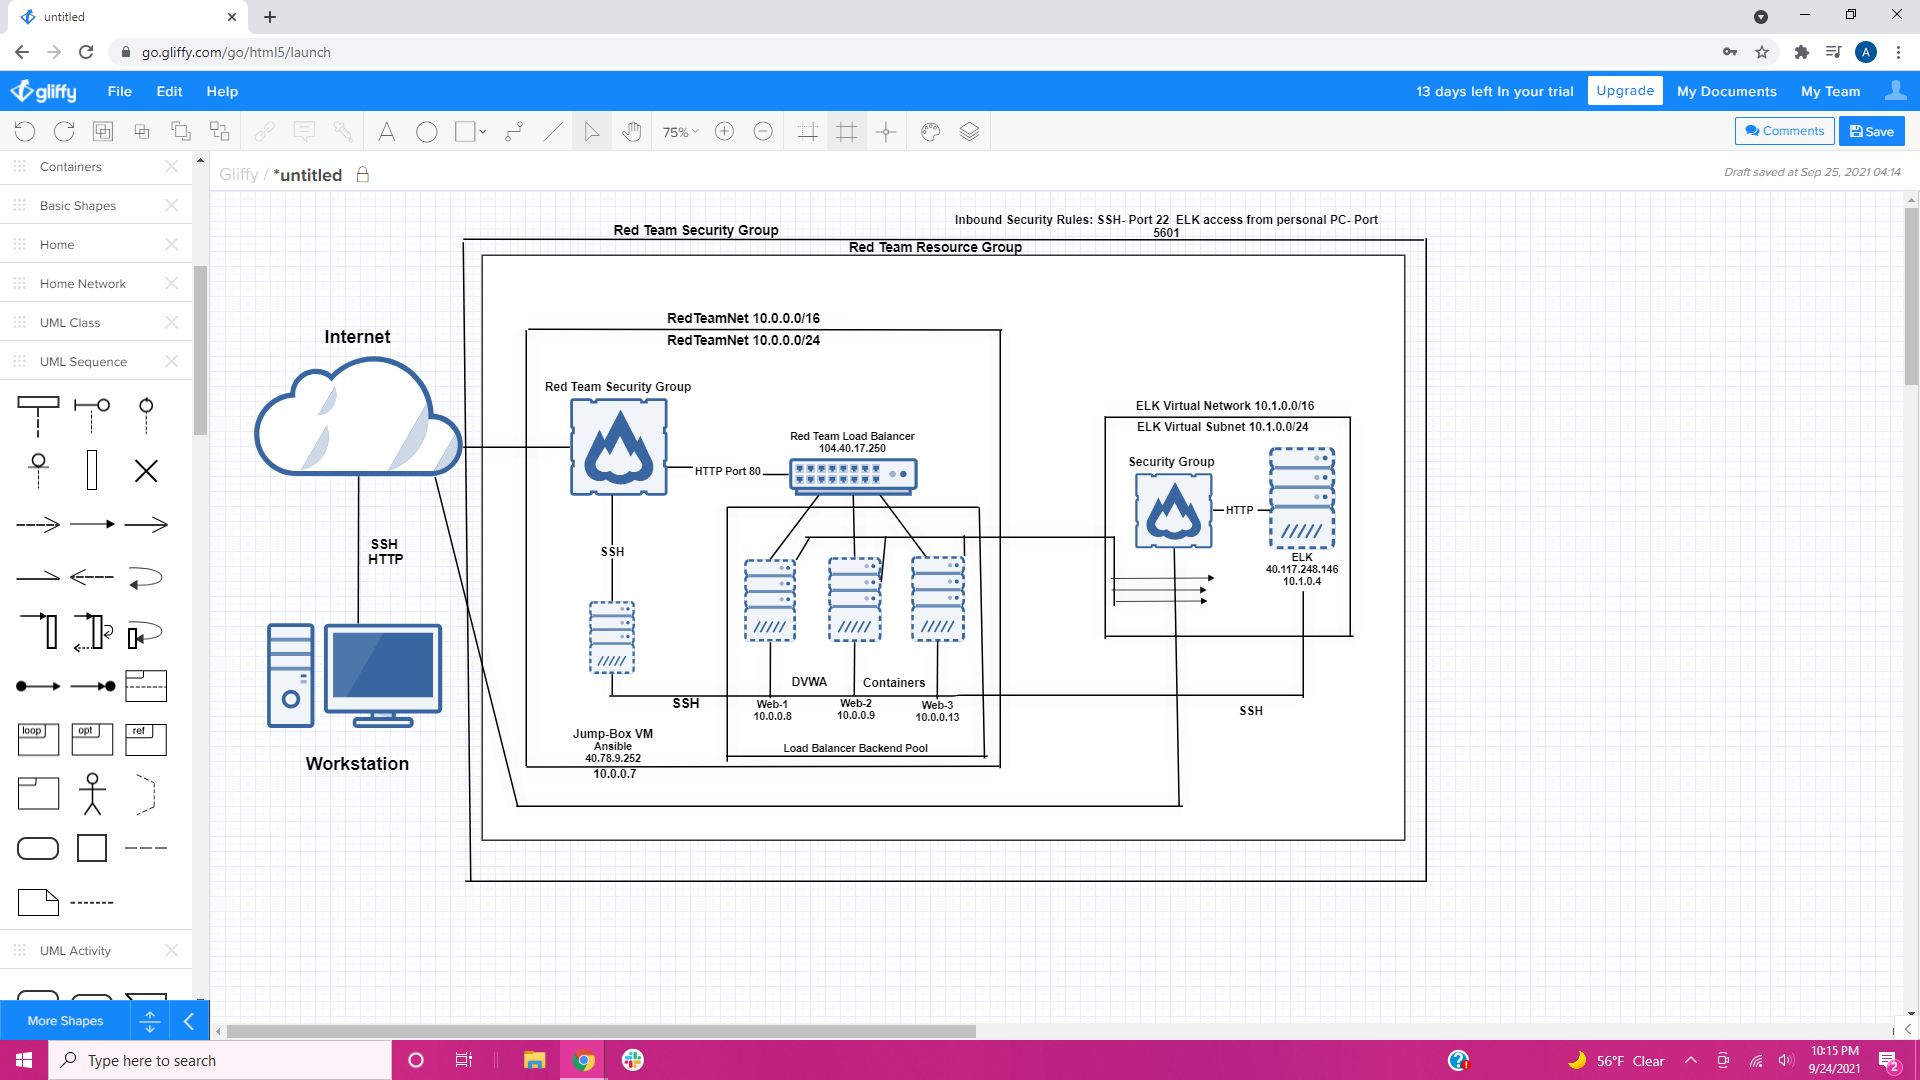 untitled
go.gliffy.com/go/html5/launch
A
gliffy
File
Edit
Help
13 days left In your trial
Upgrade
My Documents
My Team
75%
Comments
Save
Gliffy / *untitled
Draft saved at Sep 25, 2021 04:14
Containers
Basic Shapes
Home
Home Network
UML Class
UML Sequence
loop
opt
ref
UML Activity
More Shapes
Inbound Security Rules: SSH- Port 22 ELK access from personal PC- Port
5601
Red Team Security Group
Red Team Resource Group
RedTeamNet 10.0.0.0/16
RedTeamNet 10.0.0.0/24
Internet
Red Team Security Group
Red Team Load Balancer
104.40.17.250
HTTP Port 80
ELK Virtual Network 10.1.0.0/16
ELK Virtual Subnet 10.1.0.0/24
Security Group
HTTP
ELK
40.117.248.146
10.1.0.4
SSH
HTTP
SSH
DVWA
Containers
SSH
Web-1
10.0.0.8
Web-2
10.0.0.9
Web-3
10.0.0.13
SSH
Jump-Box VM
Ansible
40.78.9.252
10.0.0.7
Load Balancer Backend Pool
Workstation
Type here to search
56°F Clear
10:15 PM
9/24/2021
2